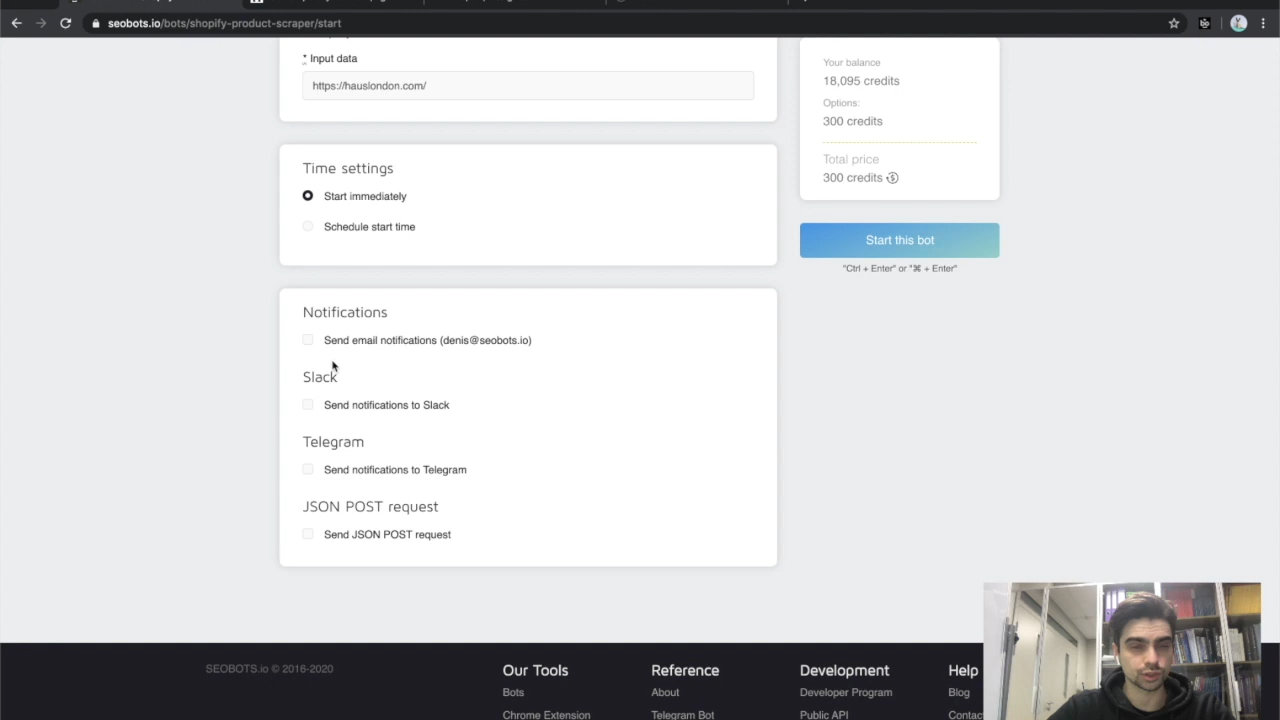 seobots.io/bots/shopify-product-scraper/start
* Input data
https://hauslondon.com/
Time settings
Start immediately
Schedule start time
Notifications
Send email notifications (denis@seobots.io)
Slack
Send notifications to Slack
Telegram
Send notifications to Telegram
JSON POST request
Send JSON POST request
Your balance
18,095 credits
Options:
300 credits
Total price
300 credits
Start this bot
"Ctrl + Enter" or "⌘ + Enter"
SEOBOTS.io © 2016-2020
Our Tools
Bots
Chrome Extension
Reference
About
Telegram Bot
Development
Developer Program
Public API
Help
Blog